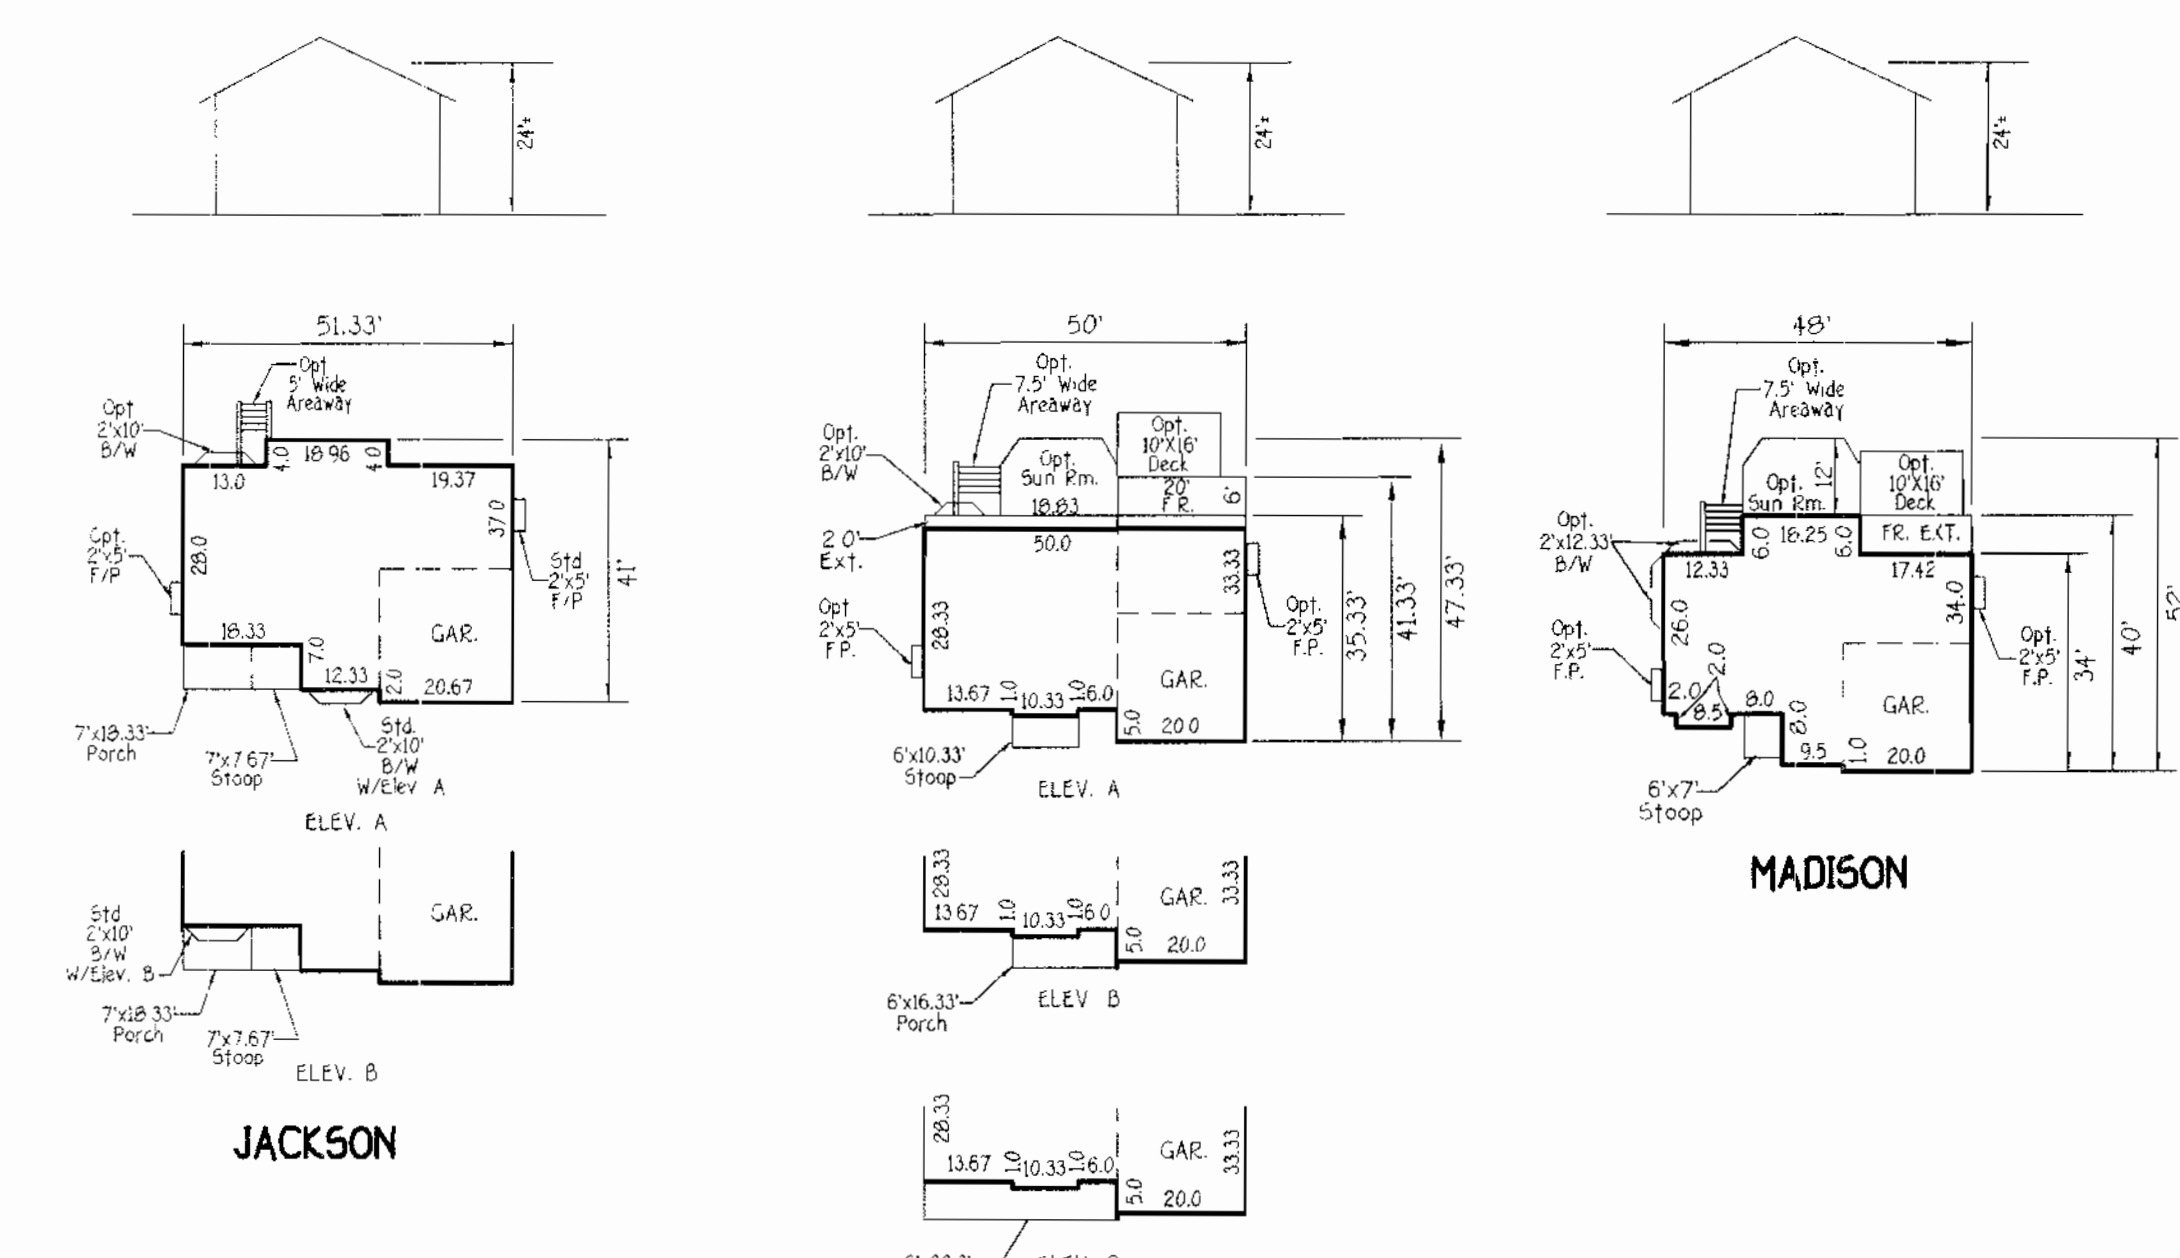 24'±
51.33'
Opt
5' Wide
Areaway
Opt
2'x10'
B/W
4.0
18 96
4 0
13.0
19.37
37 0
28.0
Opt.
2'x5'
F/P
Std
2'x5'
F/P
41'
18.33
7.0
GAR.
12.33
2.0
20.67
7'x18.33'
Porch
7'x7 67'
Stoop
Std.
2'x10'
B/W
W/Elev A
ELEV. A
GAR.
Std
2'x10'
B/W
W/Elev. B
7'x18 33'
Porch
7'x7.67'
Stoop
ELEV. B
JACKSON
24'±
50'
Opt.
7.5' Wide
Areaway
Opt.
2'x10'
B/W
Opt.
Sun Rm.
18.83
Opt.
10'X16'
Deck
20'
F R.
6'
2 0'
Ext.
50.0
33.33
28.33
Opt
2'x5'
F P.
Opt.
2'x5'
F.P.
35.33'
41.33'
47.33'
13.67
1.0
10.33
1.0
6.0
5.0
GAR.
20 0
6'x10.33'
Stoop
ELEV. A
28.33
13 67
1.0
10.33
1.0
6 0
5.0
GAR.
33.33
20.0
6'x16.33'
Porch
ELEV B
28.33
13.67
1.0
10.33
1.0
6.0
5.0
GAR.
33.33
20.0
24'±
48'
Opt.
7.5' Wide
Areaway
Opt.
2'x12.33'
B/W
Opt.
Sun Rm.
12'
Opt.
10'X16'
Deck
6.0
18.25
6.0
FR. EXT.
12.33
17.42
26.0
34.0
Opt.
2'x5'
F.P.
Opt.
2'x5'
F.P.
2.0
2.0
8.5
8.0
8.0
9.5
1.0
GAR.
20.0
34'
40'
52'
6'x7'
Stoop
MADISON